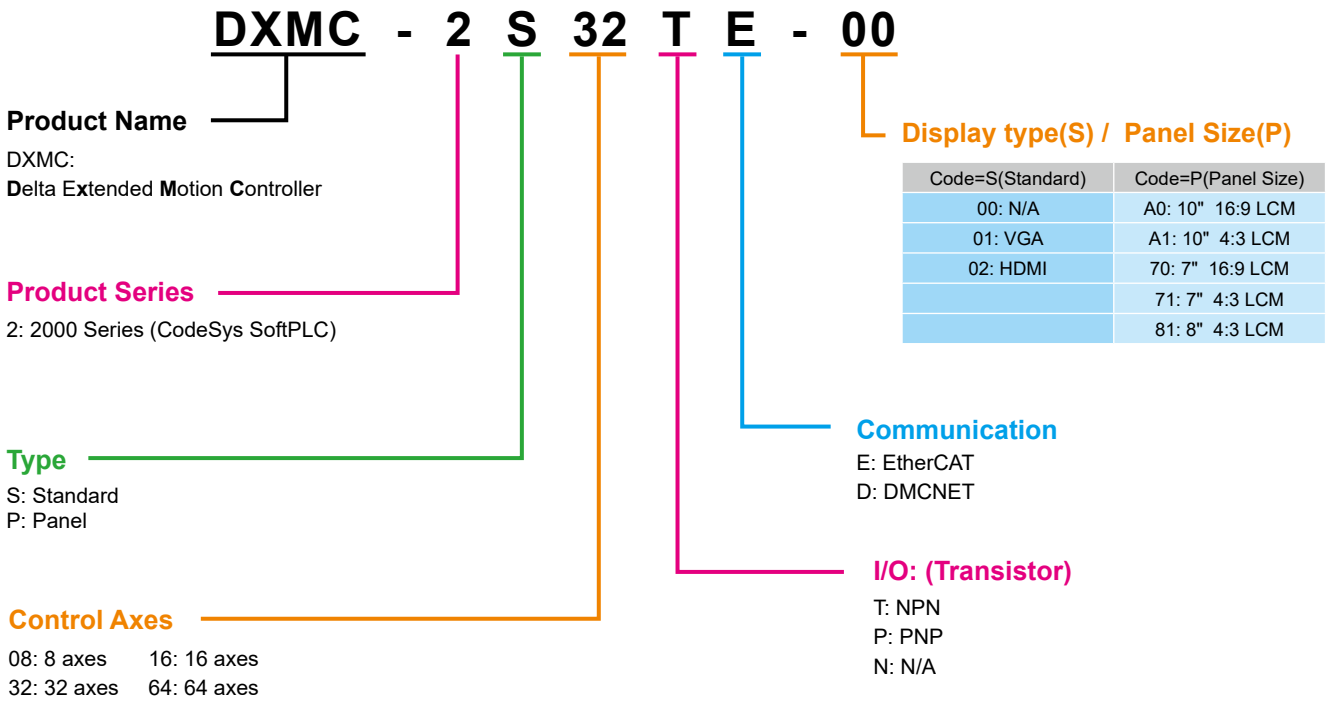 DXMC - 2 S 32 T E - 00
Product Name
DXMC:
Delta Extended Motion Controller
Product Series
2: 2000 Series (CodeSys SoftPLC)
Type
S: Standard
P: Panel
Control Axes
08: 8 axes 16: 16 axes
32: 32 axes 64: 64 axes
Display type(S) / Panel Size(P)
Code=S(Standard) Code=P(Panel Size)
00: N/A A0: 10" 16:9 LCM
01: VGA A1: 10" 4:3 LCM
02: HDMI 70: 7" 16:9 LCM
71: 7" 4:3 LCM
81: 8" 4:3 LCM
Communication
E: EtherCAT
D: DMCNET
I/O: (Transistor)
T: NPN
P: PNP
N: N/A